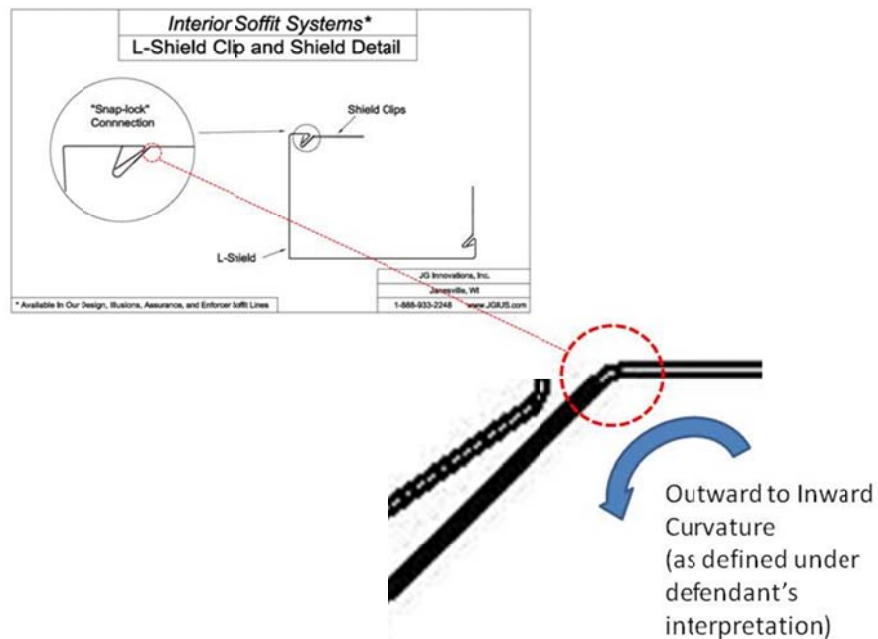 Interior Soffit Systems*
L-Shield Clip and Shield Detail
"Snap-lock"
Connnection
Shield Clips
L-Shield
JG Innovations, Inc.
Janesville, WI
* Available In Our Design, Illusions, Assurance, and Enforcer Soffit Lines
1-888-933-2248 www.JGIUS.com
Outward to Inward
Curvature
(as defined under
defendant's
interpretation)